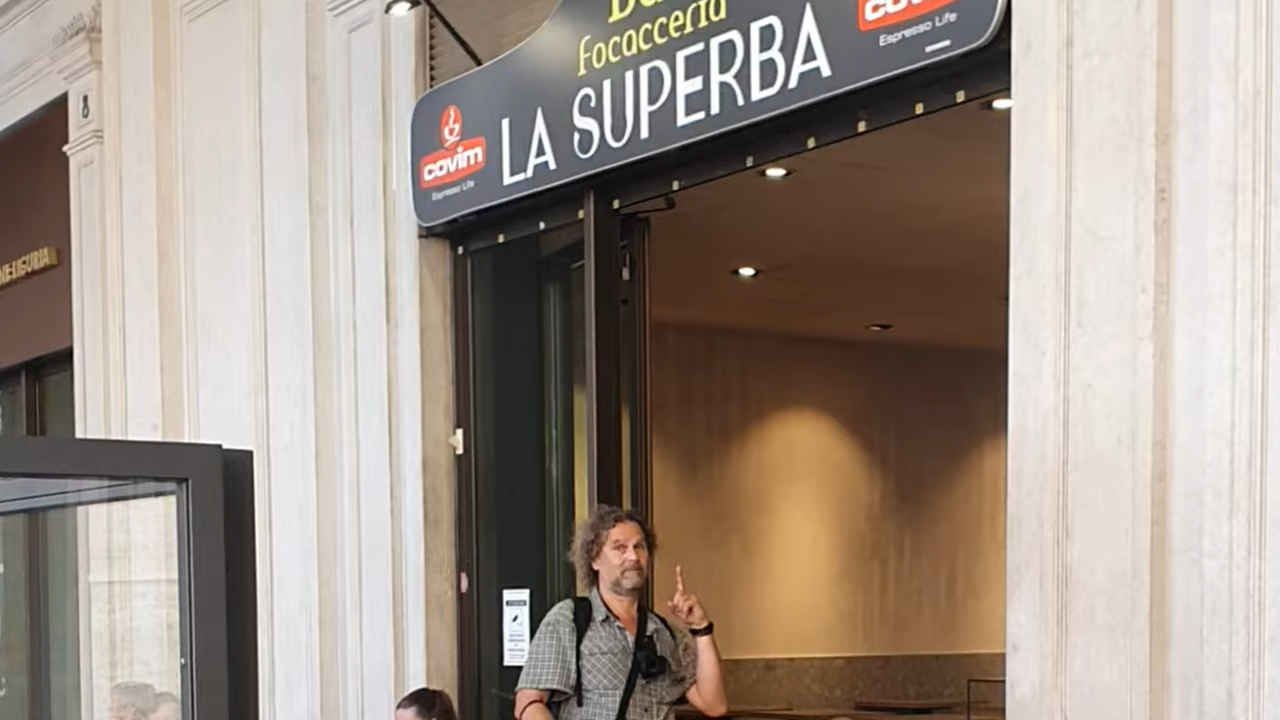 focacceria
LA SUPERBA
covim
Espresso Life
covim
Espresso Life
8